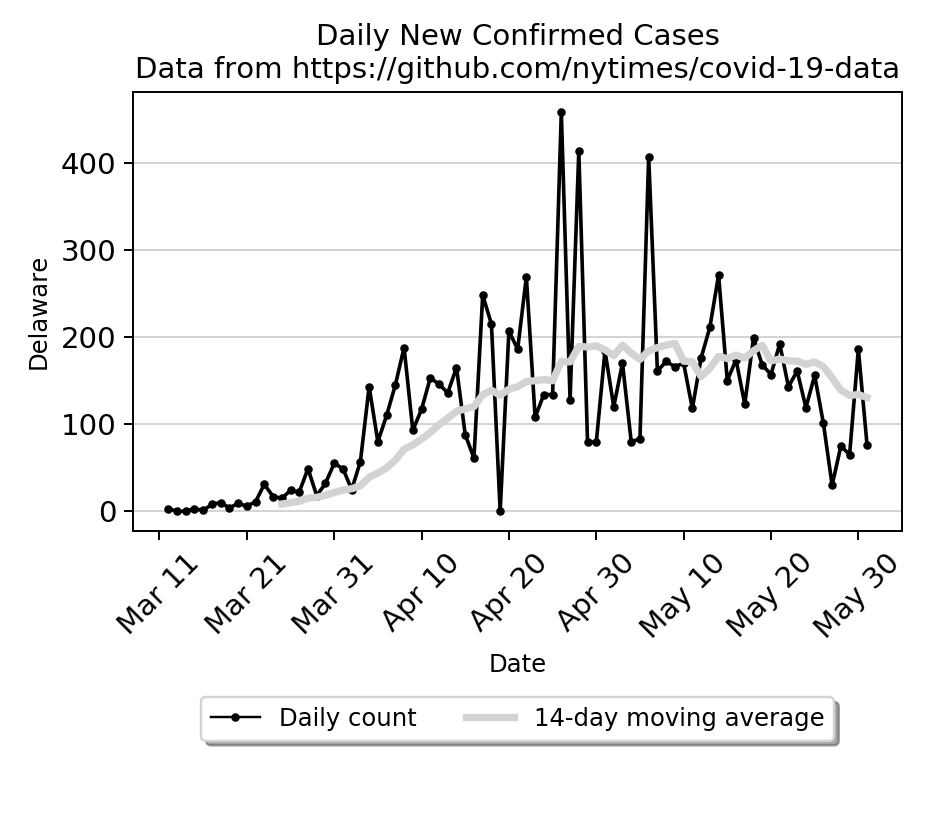 Daily New Confirmed Cases
Data from https://github.com/nytimes/covid-19-data
Delaware
400
300
200
100
0
Mar 11
Mar 21
Mar 31
Apr 10
Apr 20
Apr 30
May 10
May 20
May 30
Date
Daily count
14-day moving average